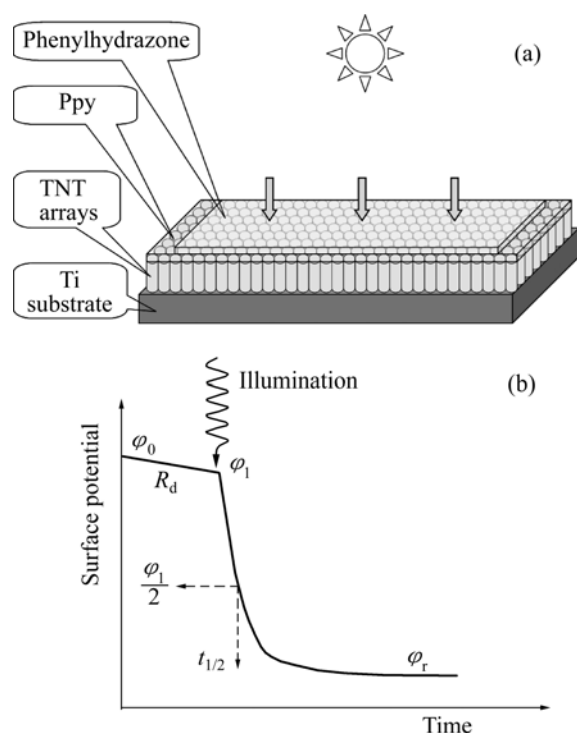 (a)
Phenylhydrazone
Ppy
TNT
arrays
Ti
substrate
(b)
Illumination
Surface potential
φ0
Rd
φ1
φ1
2
t1/2
φr
Time